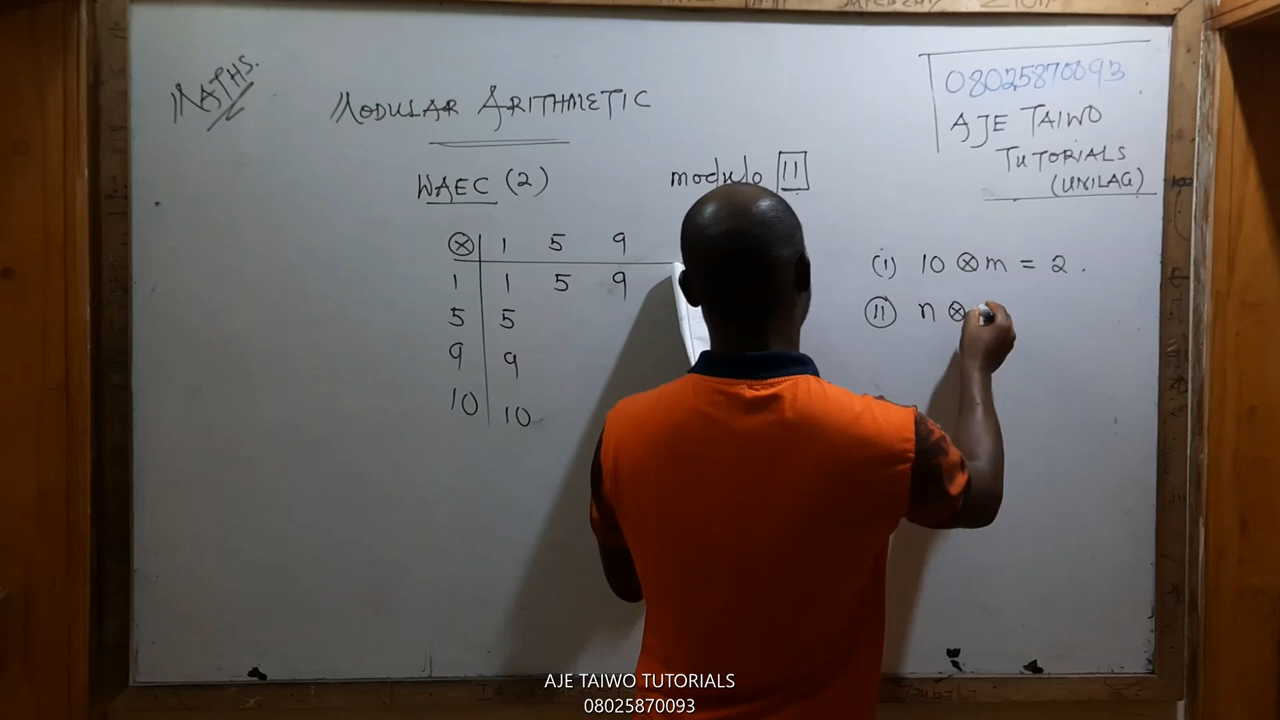 MATHS.
MODULAR ARITHMETIC
08025870093
AJE TAIWO
TUTORIALS
(UNILAG)
WAEC (2) modulo 11
⊗ 1 5 9
1 1 5 9
5 5
9 9
10 10
(i) 10 ⊗ m = 2.
(ii) n ⊗
AJE TAIWO TUTORIALS
08025870093